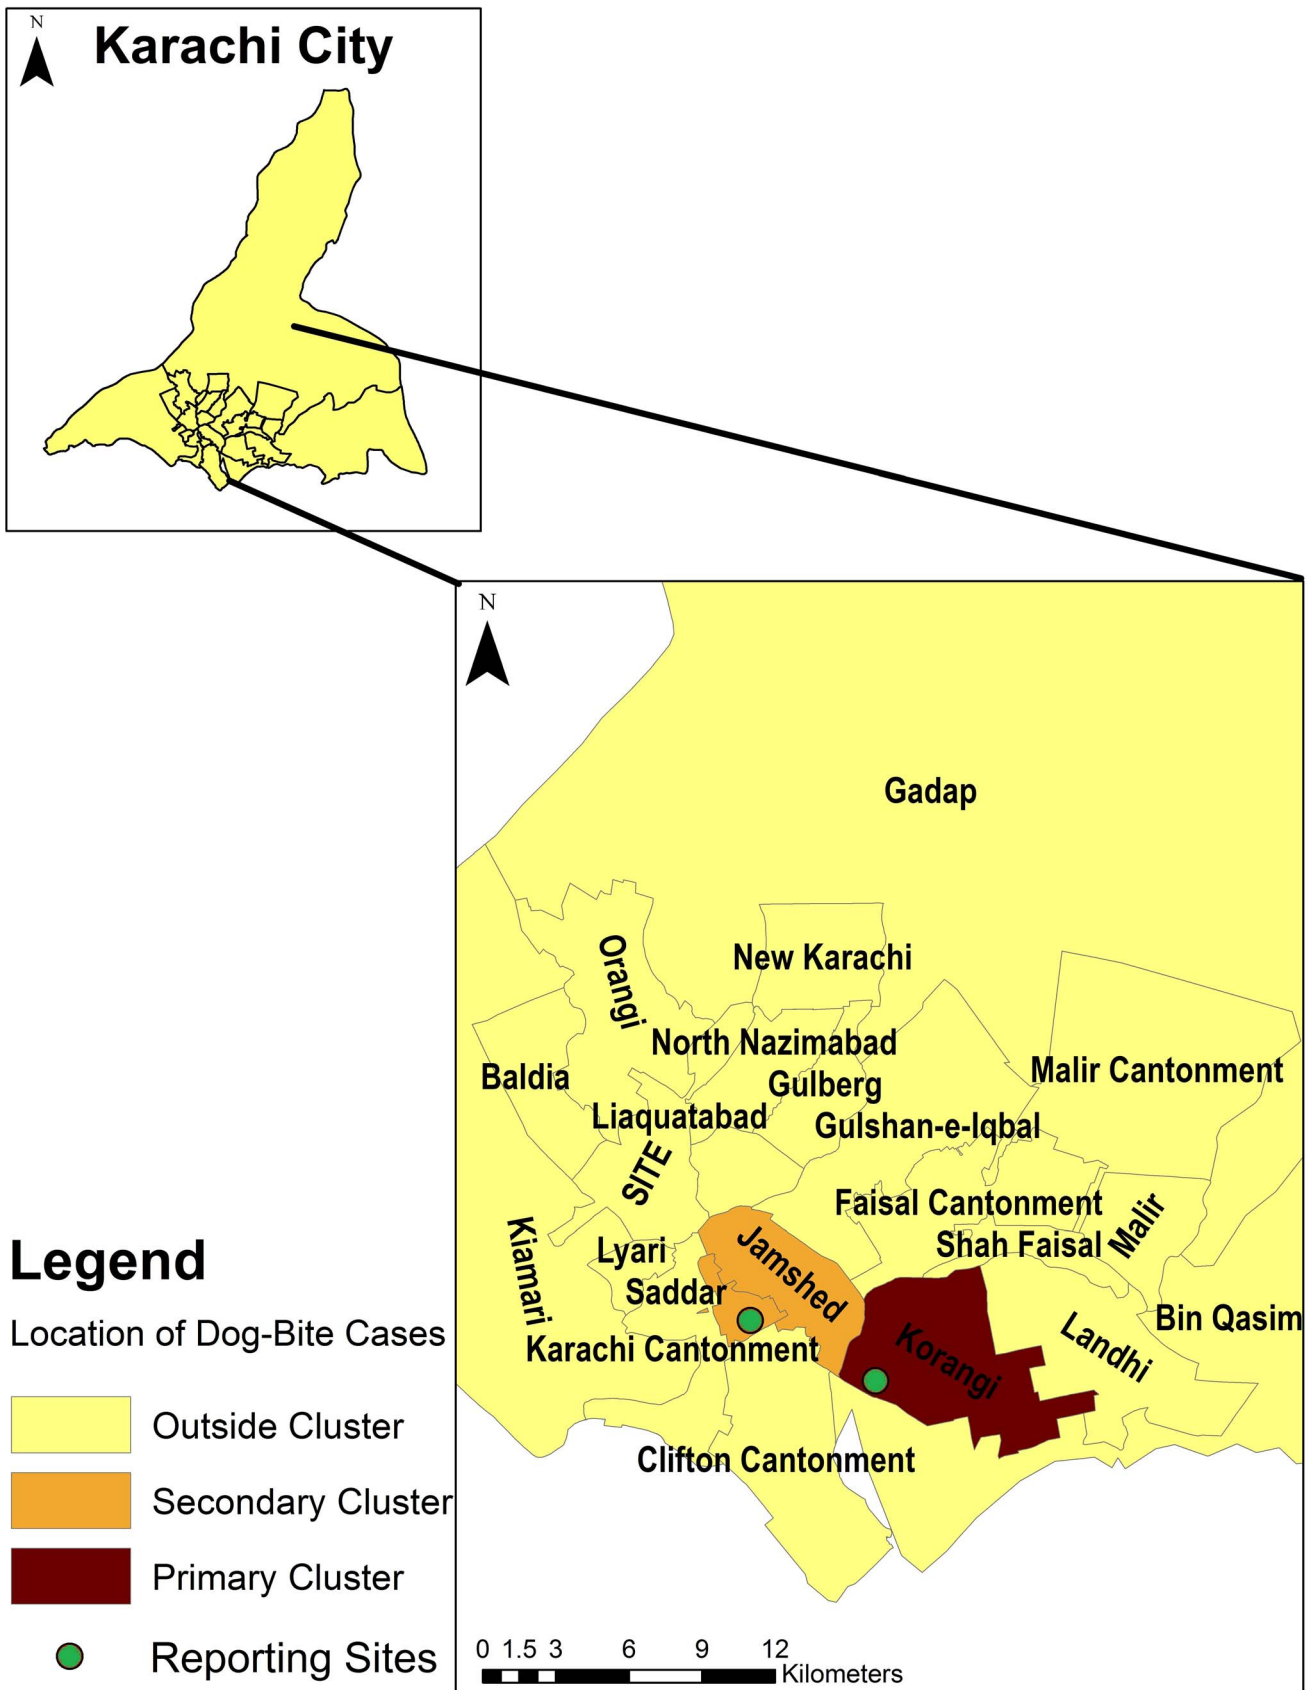 N
Karachi City
N
Gadap
Orangi
New Karachi
North Nazimabad
Baldia
Gulberg
Malir Cantonment
Liaquatabad
Gulshan-e-Iqbal
SITE
Faisal Cantonment
Malir
Shah Faisal
Kiamari
Lyari
Jamshed
Saddar
Bin Qasim
Karachi Cantonment
Korangi
Landhi
Clifton Cantonment
Legend
Location of Dog-Bite Cases
Outside Cluster
Secondary Cluster
Primary Cluster
Reporting Sites
0 1.5 3 6 9 12
Kilometers